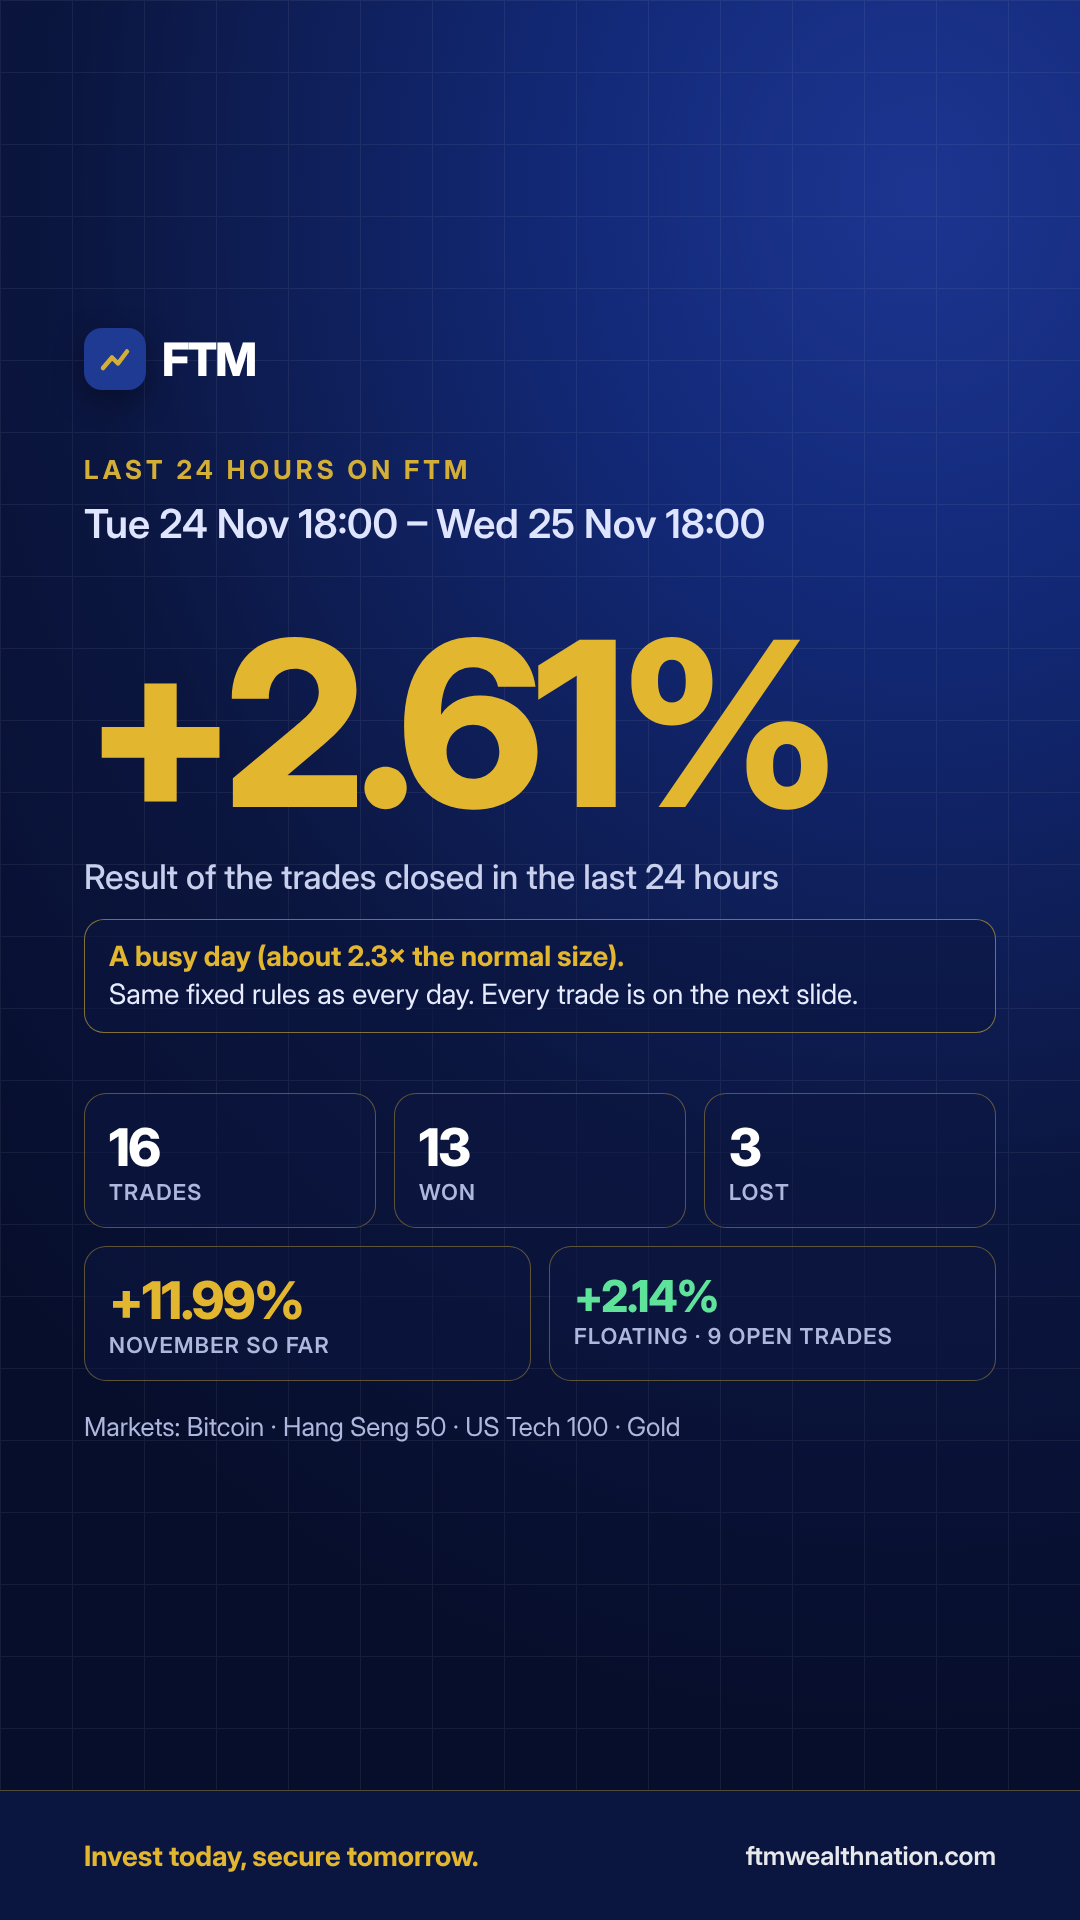 FTM
LAST 24 HOURS ON FTM
Tue 24 Nov 18:00 – Wed 25 Nov 18:00
+2.61%
Result of the trades closed in the last 24 hours
A busy day (about 2.3× the normal size).
Same fixed rules as every day. Every trade is on the next slide.
16
TRADES
13
WON
3
LOST
+11.99%
NOVEMBER SO FAR
+2.14%
FLOATING · 9 OPEN TRADES
Markets: Bitcoin · Hang Seng 50 · US Tech 100 · Gold
Invest today, secure tomorrow.
ftmwealthnation.com